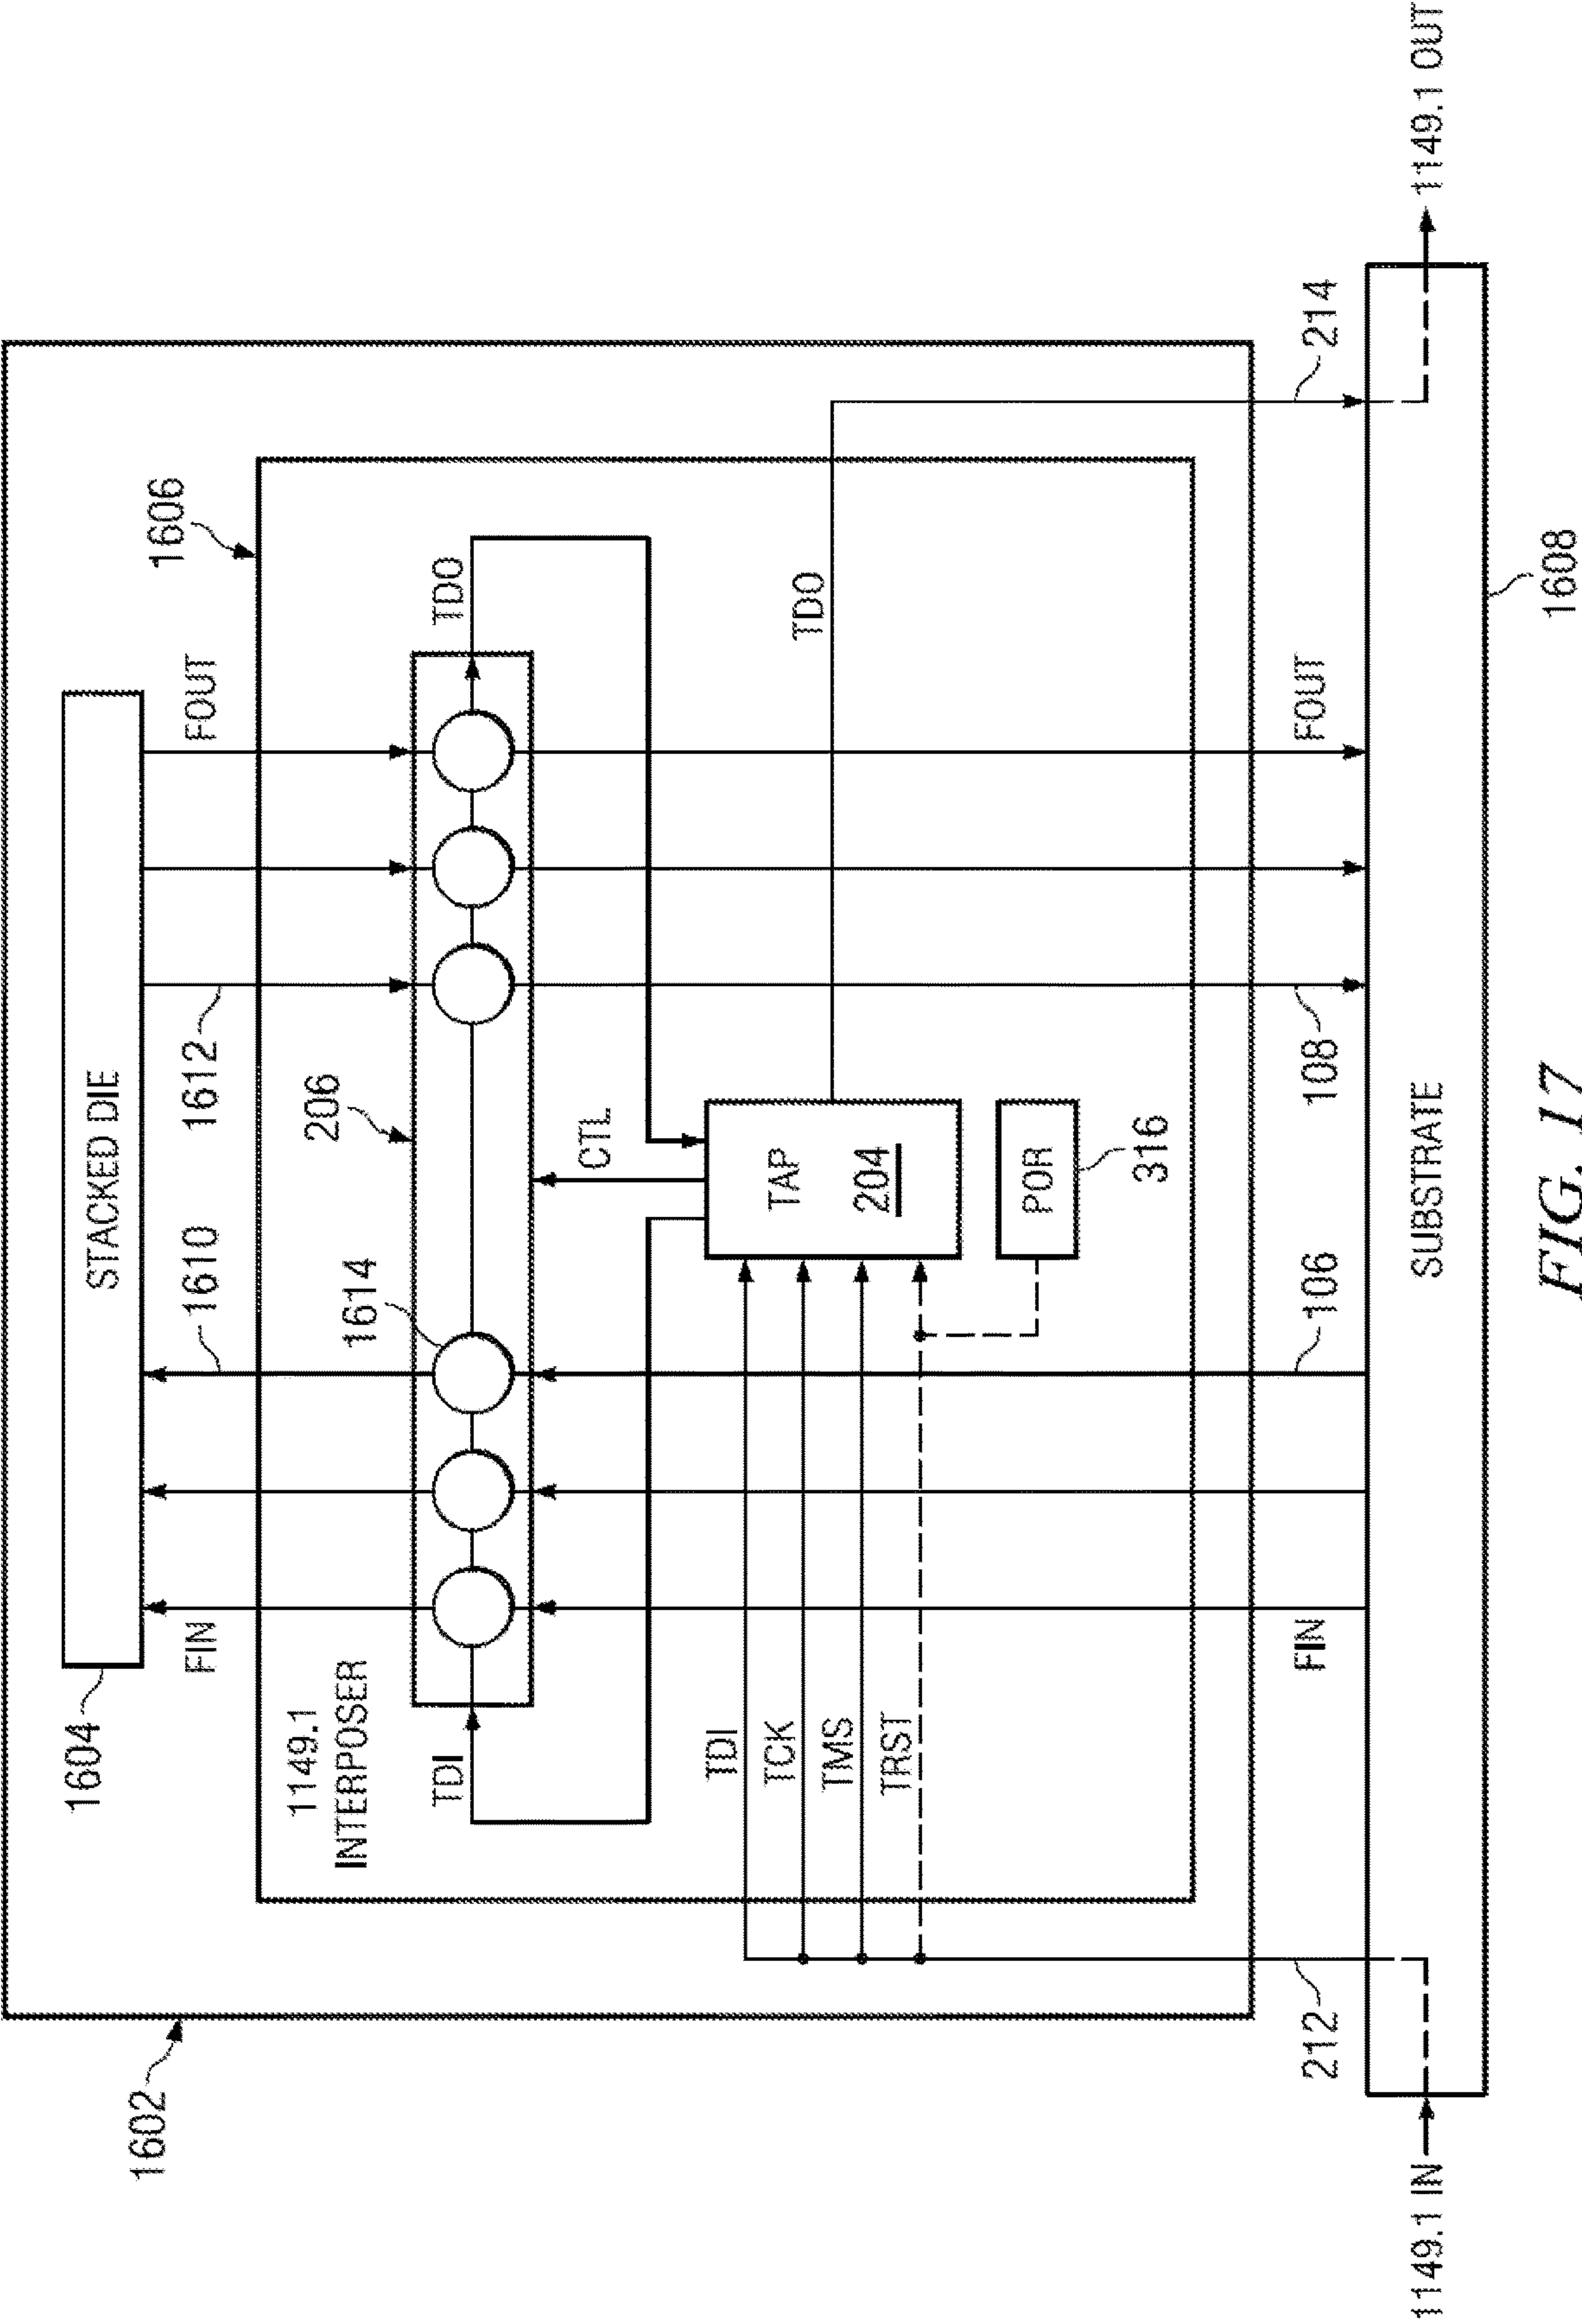 1602
1604
STACKED DIE
FIN
1610
1612
FOUT
1606
1149.1
INTERPOSER
1614
206
TDI
TDO
CTL
TDI
TCK
TMS
TRST
TAP
204
POR
316
TDO
212
FIN
106
108
FOUT
214
1149.1 IN
SUBSTRATE
1149.1 OUT
1608
FIG. 17